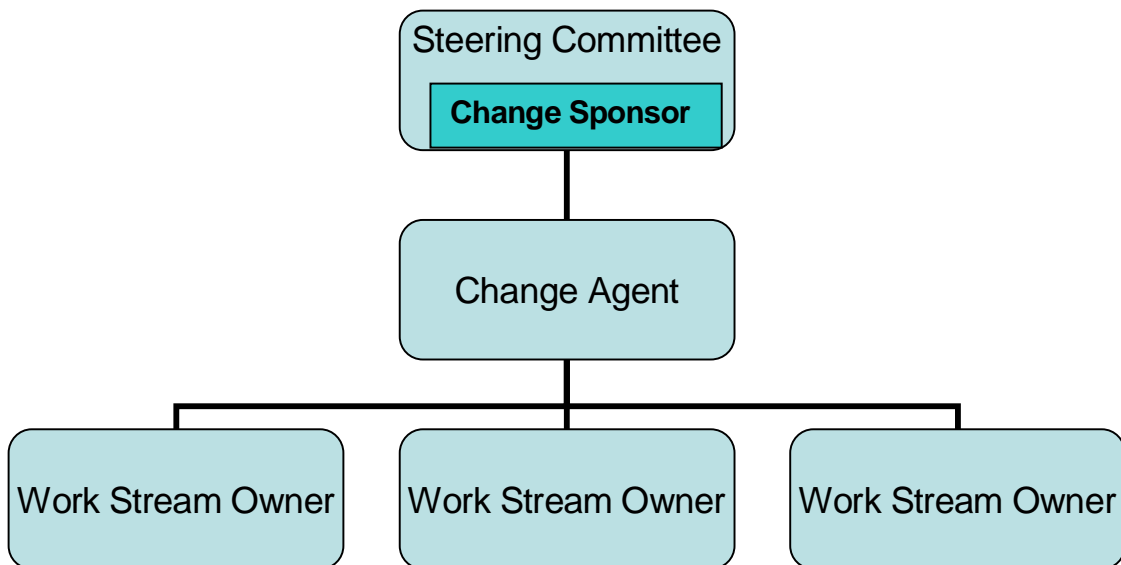 Steering Committee
Change Sponsor
Change Agent
Work Stream Owner
Work Stream Owner
Work Stream Owner